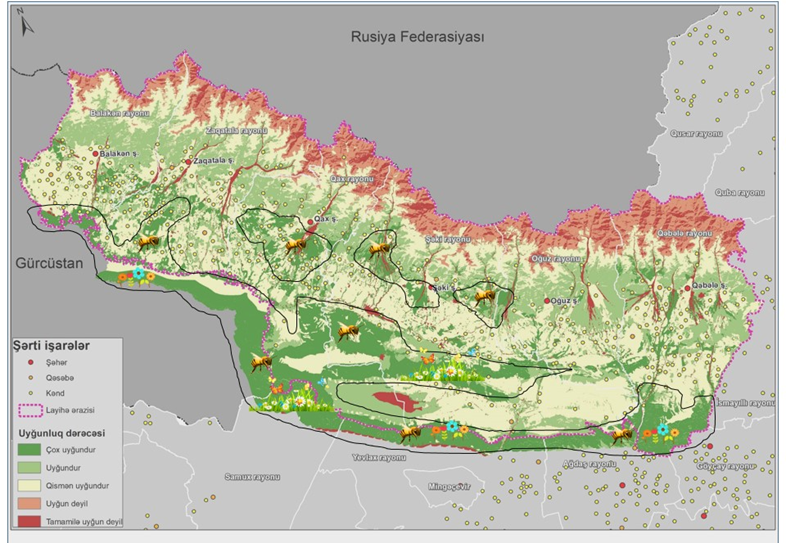 N
Rusiya Federasiyası
Balakən rayonu
Zaqatala rayonu
Qusar rayonu
Balakən ş.
Zaqatala ş.
Qax rayonu
Quba rayonu
Qax ş.
Şəki rayonu
Qəbələ rayonu
Gürcüstan
Oğuz rayonu
Şəki ş.
Qəbələ ş.
Oğuz ş.
Şərti işarələr
Şəhər
Qəsəbə
Kənd
Layihə ərazisi
Uyğunluq dərəcəsi
Çox uyğundur
Uyğundur
Qismən uyğundur
Uyğun deyil
Tamamilə uyğun deyil
İsmayıllı rayonu
Yevlax rayonu
Ağdaş rayonu
Göyçay rayonu
Samux rayonu
Mingəçevir